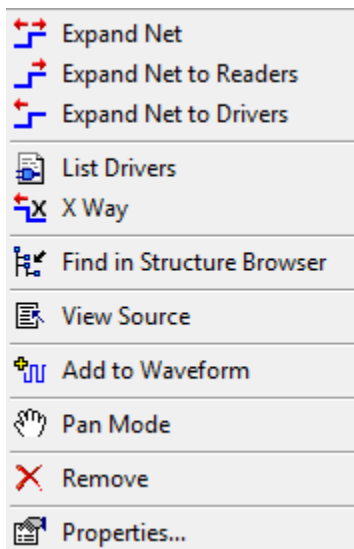 Expand Net
Expand Net to Readers
Expand Net to Drivers
List Drivers
X Way
Find in Structure Browser
View Source
Add to Waveform
Pan Mode
Remove
Properties...